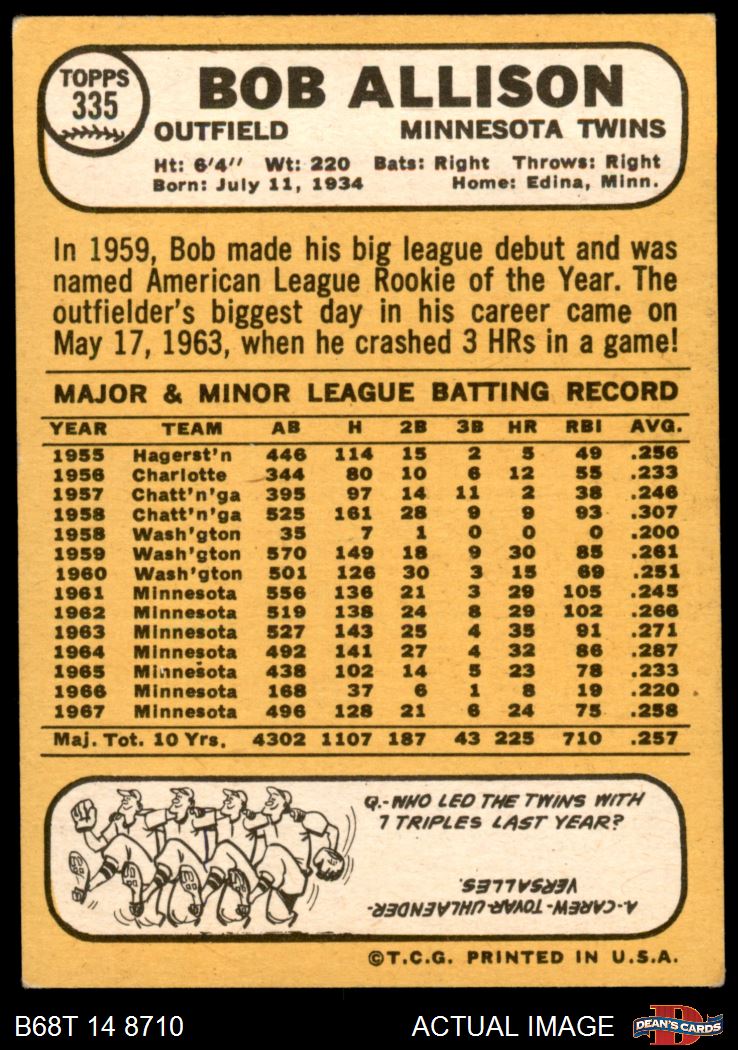 TOPPS
335
BOB ALLISON
OUTFIELD MINNESOTA TWINS
Ht: 6'4" Wt: 220 Bats: Right Throws: Right
Born: July 11, 1934 Home: Edina, Minn.
In 1959, Bob made his big league debut and was
named American League Rookie of the Year. The
outfielder's biggest day in his career came on
May 17, 1963, when he crashed 3 HRs in a game!
MAJOR & MINOR LEAGUE BATTING RECORD
YEAR TEAM AB H 2B 3B HR RBI AVG.
1955 Hagerst'n 446 114 15 2 5 49 .256
1956 Charlotte 344 80 10 6 12 55 .233
1957 Chatt'n'ga 395 97 14 11 2 38 .246
1958 Chatt'n'ga 525 161 28 9 9 93 .307
1958 Wash'gton 35 7 1 0 0 0 .200
1959 Wash'gton 570 149 18 9 30 85 .261
1960 Wash'gton 501 126 30 3 15 69 .251
1961 Minnesota 556 136 21 3 29 105 .245
1962 Minnesota 519 138 24 8 29 102 .266
1963 Minnesota 527 143 25 4 35 91 .271
1964 Minnesota 492 141 27 4 32 86 .287
1965 Minnesota 438 102 14 5 23 78 .233
1966 Minnesota 168 37 6 1 8 19 .220
1967 Minnesota 496 128 21 6 24 75 .258
Maj. Tot. 10 Yrs. 4302 1107 187 43 225 710 .257
Q.-WHO LED THE TWINS WITH
7 TRIPLES LAST YEAR?
A.-CAREW-TOVAR-UHLAENDER-
VERSALLES.
©T.C.G. PRINTED IN U.S.A.
B68T 14 8710 ACTUAL IMAGE
DEAN'S CARDS